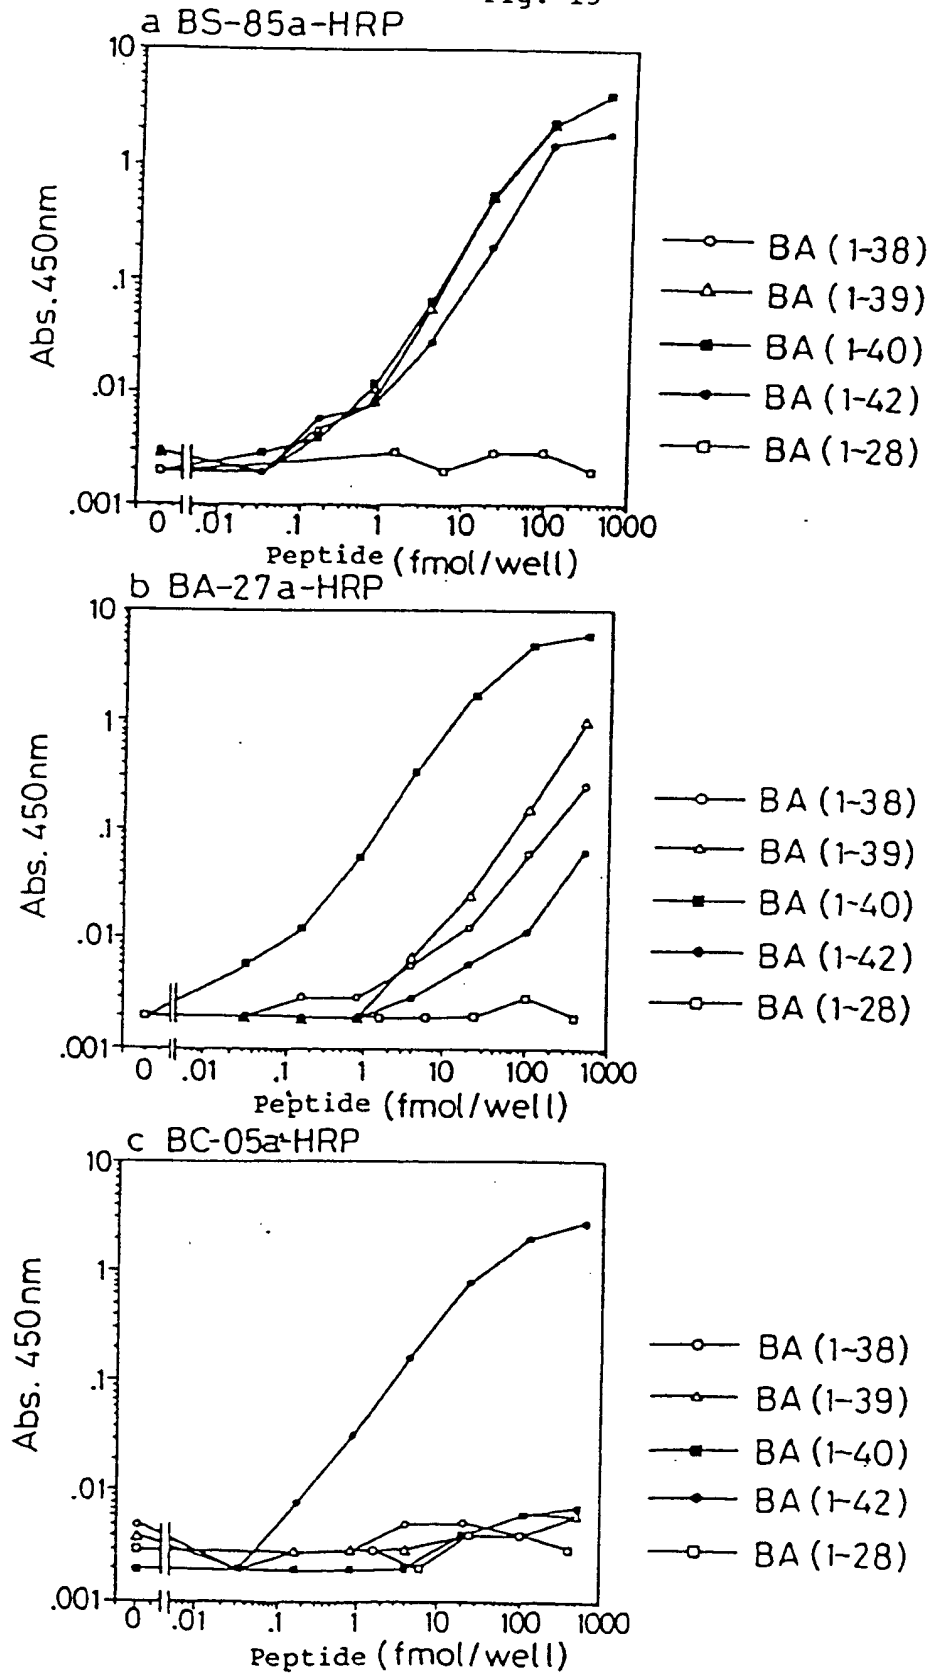 Fig. 15
a BS-85a-HRP
10
1
.1
.01
.001
Abs. 450nm
0 .01 .1 1 10 100 1000
Peptide (fmol/well)
BA (1~38)
BA (1~39)
BA (1~40)
BA (1~42)
BA (1~28)
b BA-27a-HRP
10
1
.1
.01
.001
Abs. 450nm
0 .01 .1 1 10 100 1000
Peptide (fmol/well)
BA (1~38)
BA (1~39)
BA (1~40)
BA (1~42)
BA (1~28)
c BC-05a-HRP
10
1
.1
.01
.001
Abs. 450nm
0 .01 .1 1 10 100 1000
Peptide (fmol/well)
BA (1~38)
BA (1~39)
BA (1~40)
BA (1~42)
BA (1~28)